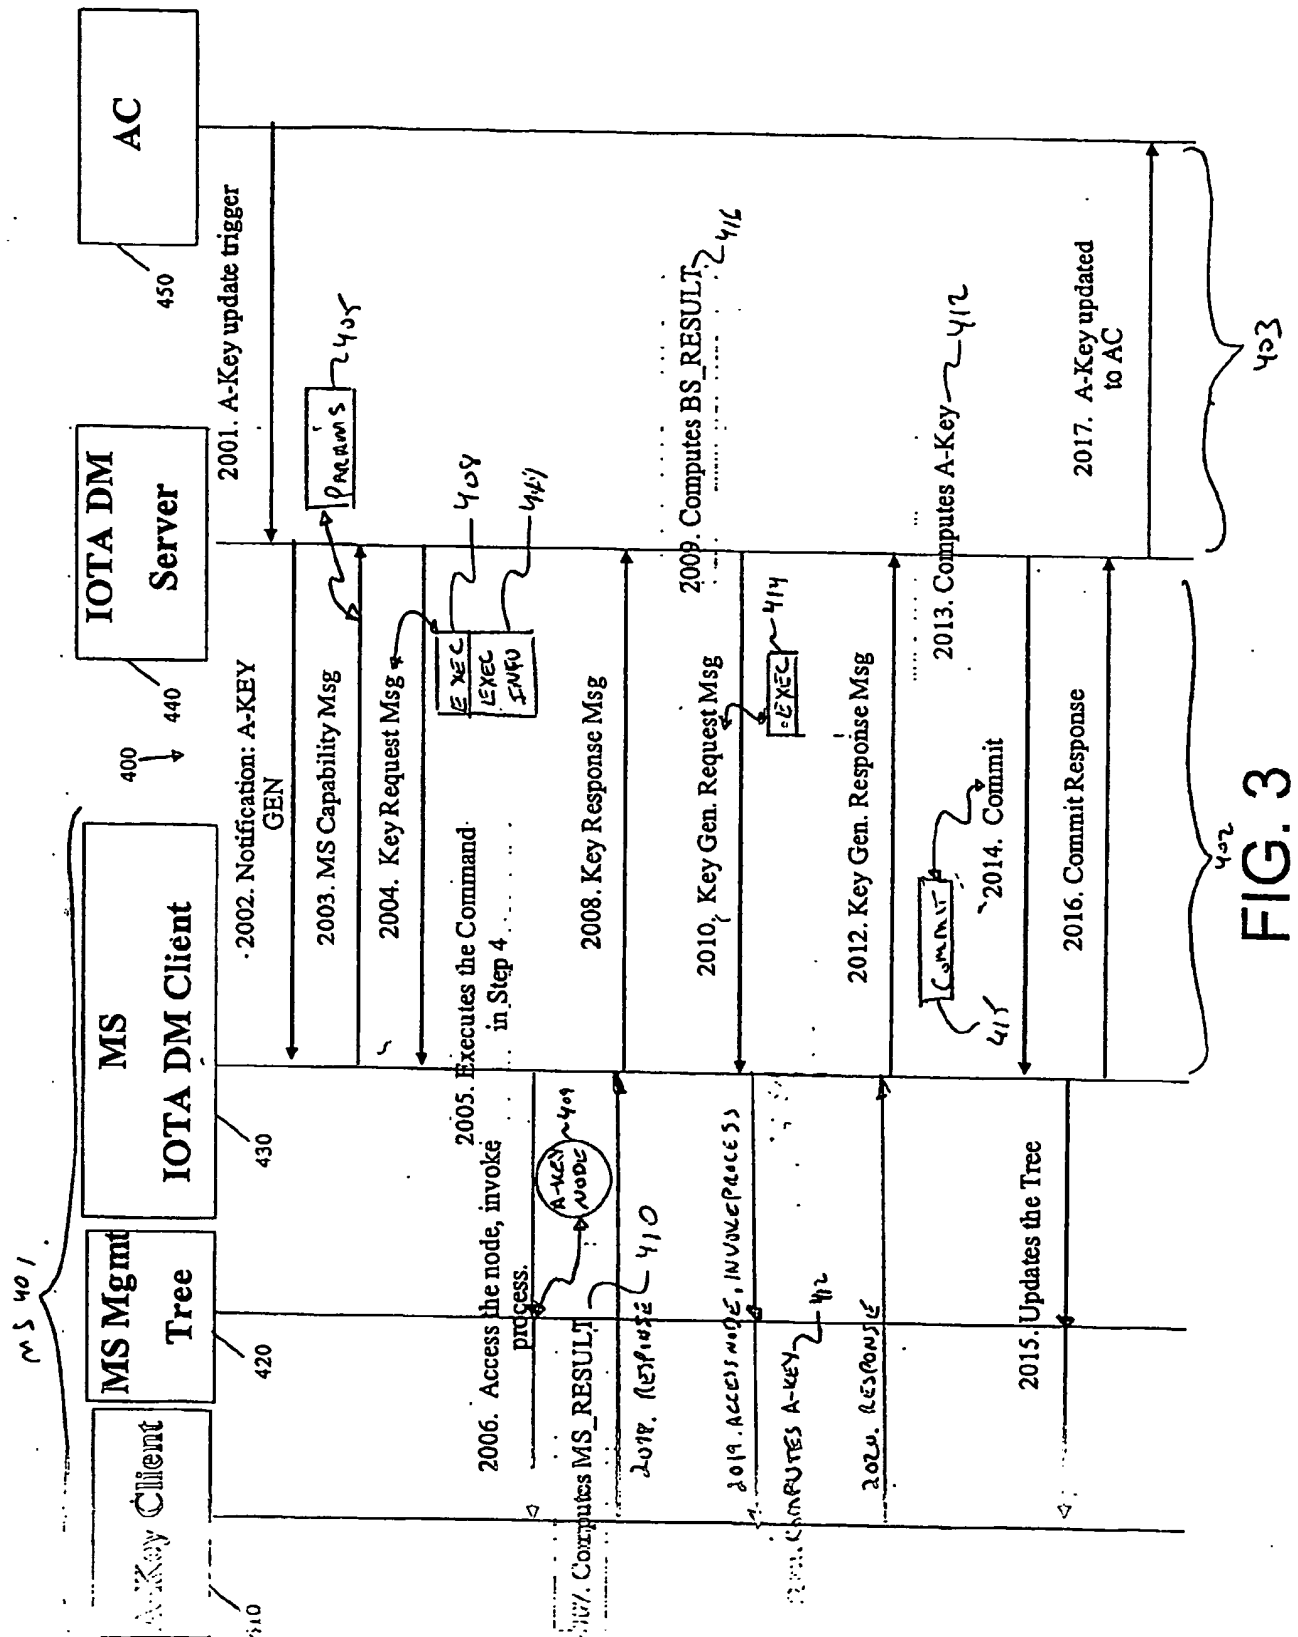 MS 401
A-Key Client
MS Mgmt
Tree
420
MS
IOTA DM Client
430
400
IOTA DM
Server
440
AC
450
2001. A-Key update trigger
2002. Notification: A-KEY
GEN
2003. MS Capability Msg
PARAMS
405
2004. Key Request Msg
EXEC
EXEC
INFO
408
2005. Executes the Command
in Step 4
2006. Access the node, invoke
process.
A-KEY
NODE
409
Computes MS_RESULT
410
2018. RESPONSE
2008. Key Response Msg
2009. Computes BS_RESULT
416
2010. Key Gen. Request Msg
EXEC
414
2019. ACCESS NODE, INVOKE PROCESS
COMPUTES A-KEY
412
2020. RESPONSE
2012. Key Gen. Response Msg
2013. Computes A-Key
412
COMMIT
415
2014. Commit
2015. Updates the Tree
2016. Commit Response
2017. A-Key updated
to AC
402
403
FIG. 3